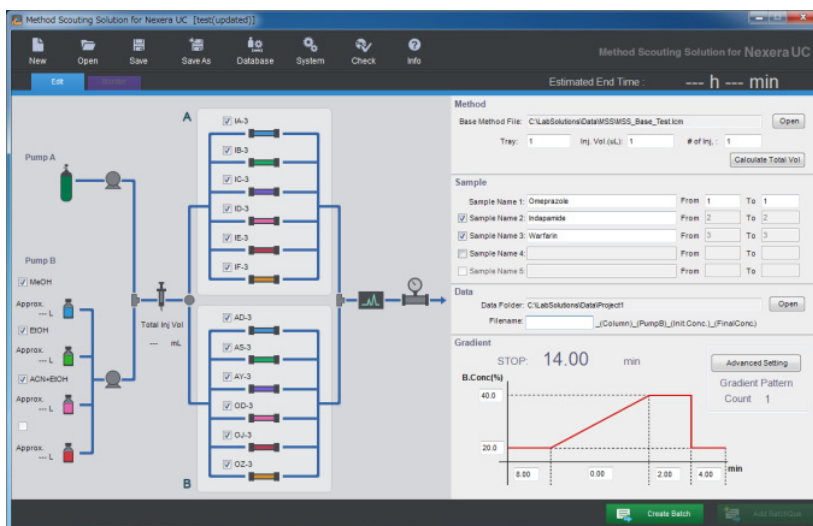 Method Scouting Solution for Nexera UC [test(updated)]
New Open Save Save As Database System Check Info
Method Scouting Solution for Nexera UC
Edit
Estimated End Time : --- h --- min
A
Pump A
IA-3
IB-3
IC-3
ID-3
IE-3
IF-3
Pump B
MeOH
Approx.
--- L
EtOH
Approx.
--- L
ACN+EtOH
Approx.
--- L
Approx.
--- L
Total Inj Vol
--- mL
AD-3
AS-3
AY-3
OD-3
OJ-3
OZ-3
B
Method
Base Method File: C:\LabSolutions\Data\MSS\MSS_Base_Test.lcm Open
Tray: 1 Inj. Vol.(uL): 1 # of Inj. : 1
Calculate Total Vol
Sample
Sample Name 1: Omeprazole From 1 To 1
Sample Name 2: Indapamide From 2 To 2
Sample Name 3: Warfarin From 3 To 3
Sample Name 4: From To
Sample Name 5: From To
Data
Data Folder: C:\LabSolutions\Data\Project1 Open
Filename: _(Column)_(PumpB)_(Init.Conc.)_(FinalConc.)
Gradient
STOP: 14.00 min
Advanced Setting
B.Conc(%)
Gradient Pattern
Count 1
40.0
20.0
8.00 0.00 2.00 4.00 min
Create Batch